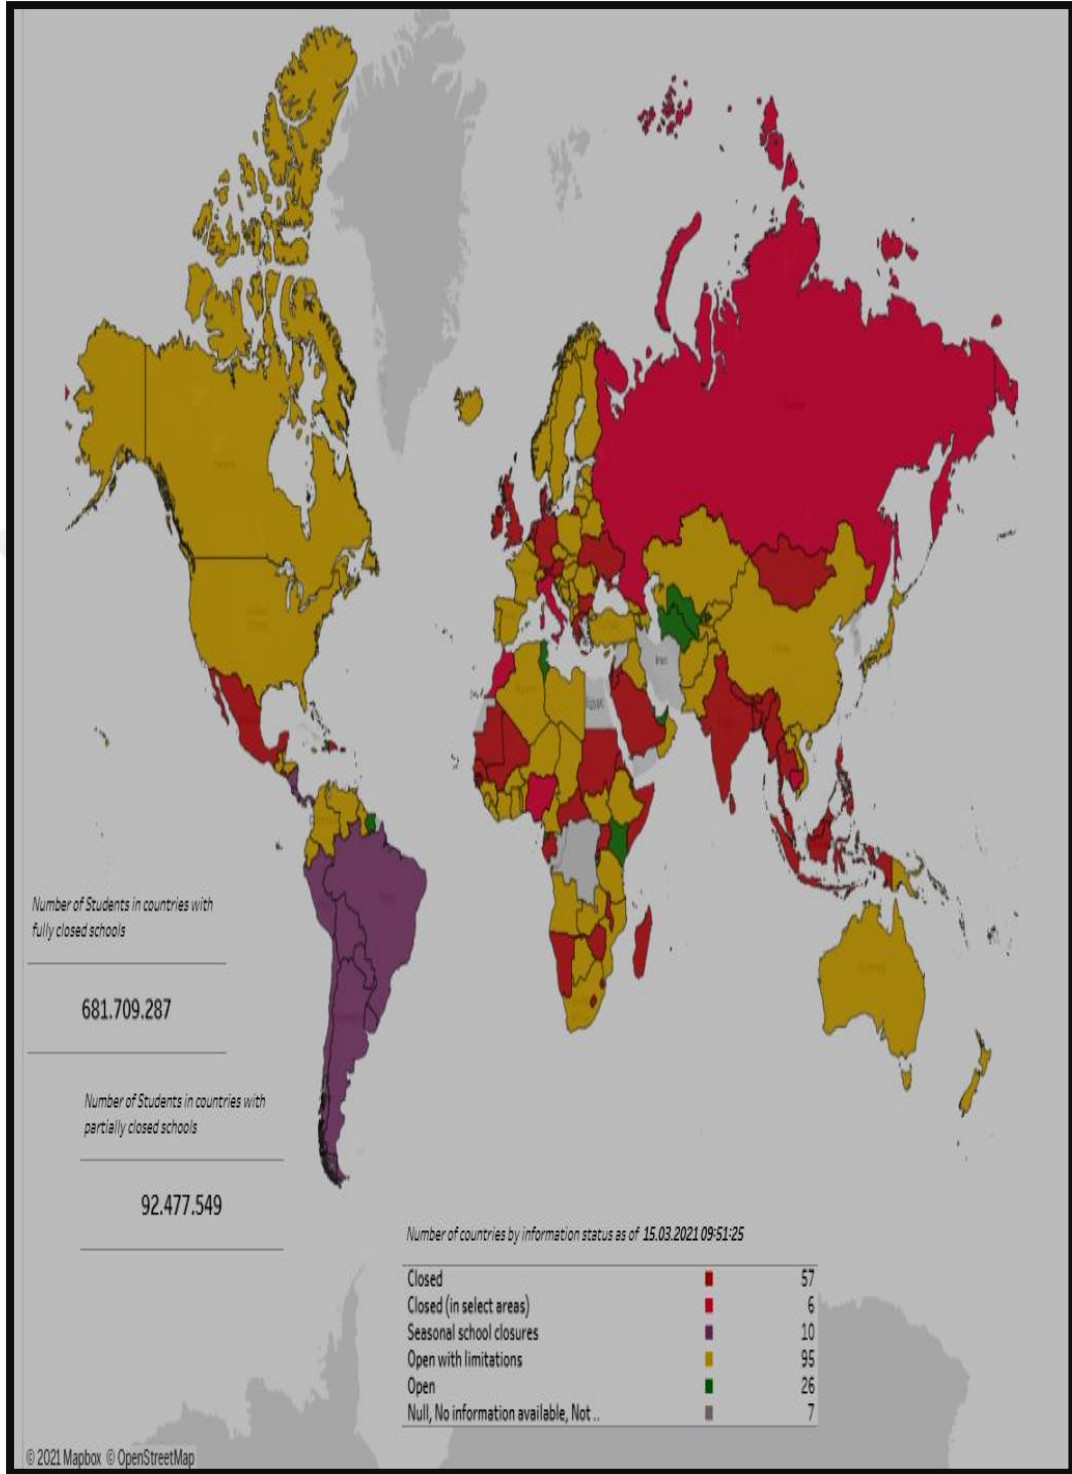 Iran
Number of Students in countries with
fully closed schools
681.709.287
Number of Students in countries with
partially closed schools
92.477.549
Number of countries by information status as of 15.03.2021 09:51:25
Closed 57
Closed (in select areas) 6
Seasonal school closures 10
Open with limitations 95
Open 26
Null, No information available, Not .. 7
© 2021 Mapbox © OpenStreetMap